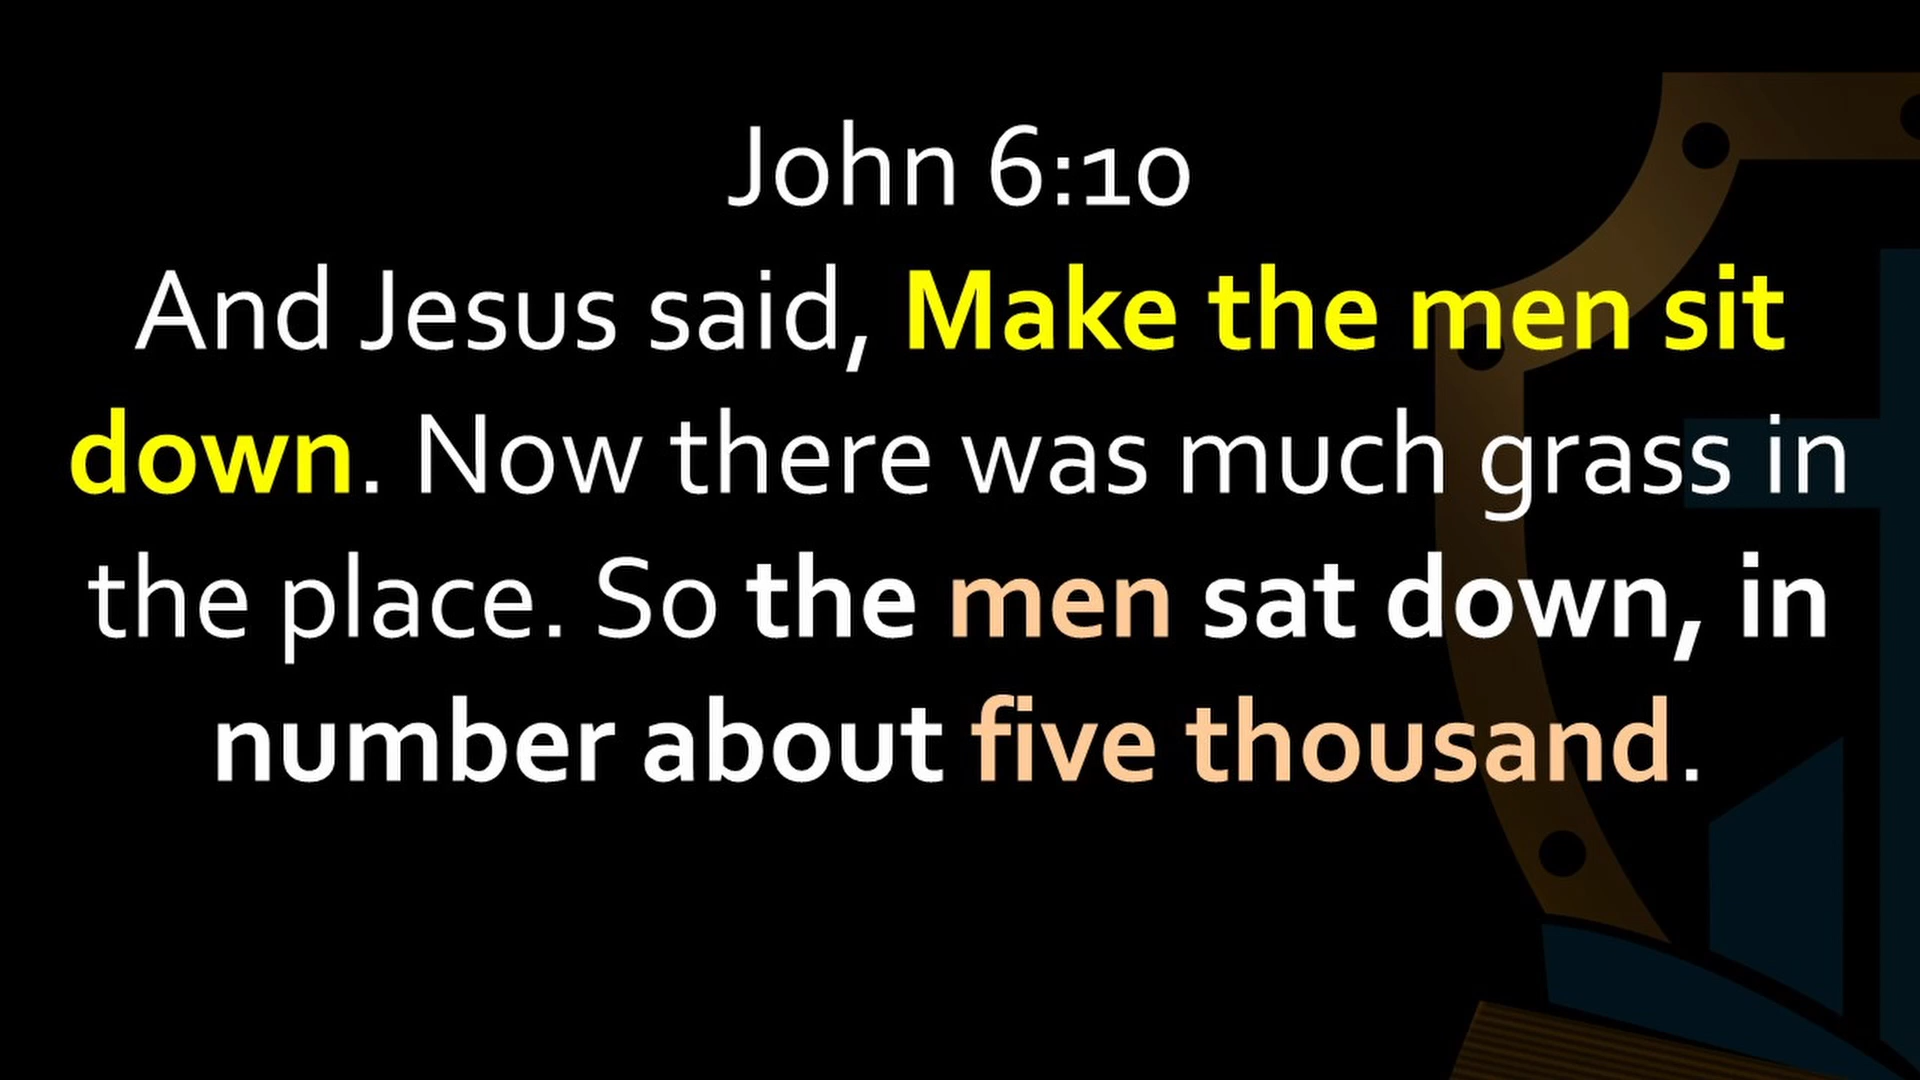 John 6:10
And Jesus said, Make the men sit
down. Now there was much grass in
the place. So the men sat down, in
number about five thousand.